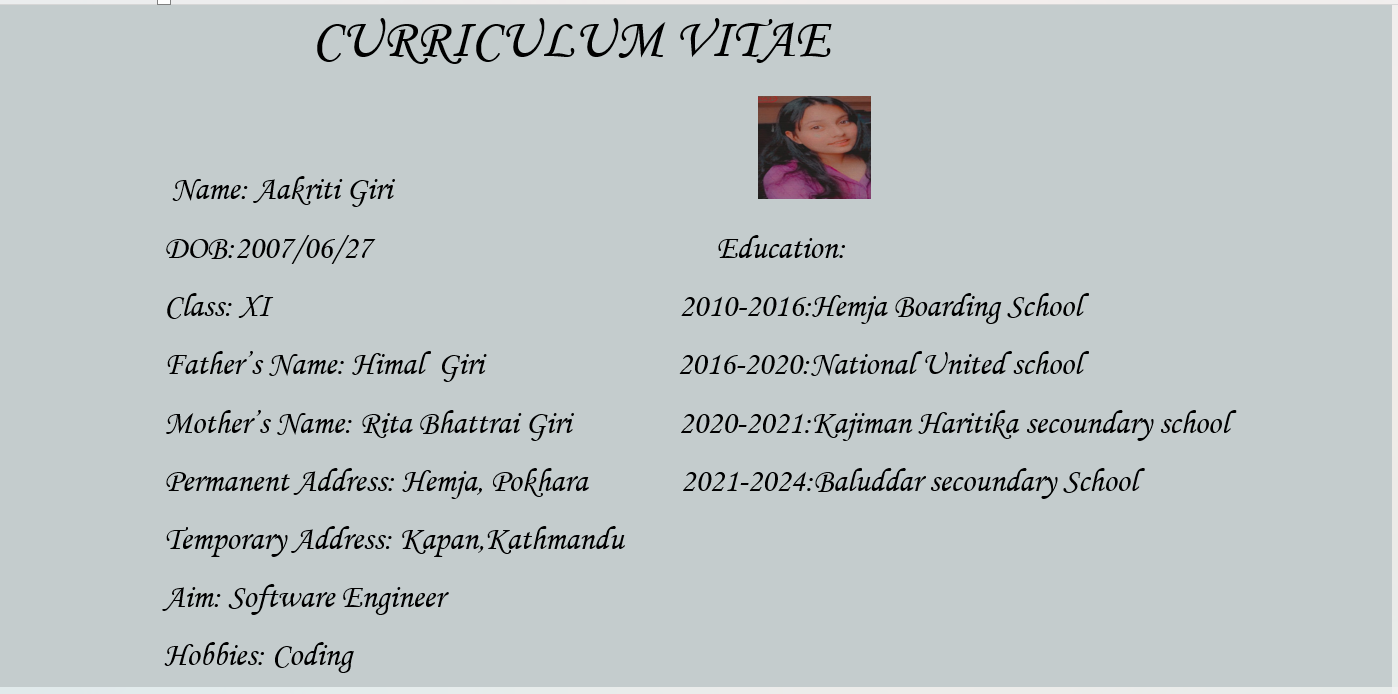 CURRICULUM VITAE
Name: Aakriti Giri
DOB:2007/06/27
Class: XI
Father's Name: Himal  Giri
Mother's Name: Rita Bhattrai Giri
Permanent Address: Hemja, Pokhara
Temporary Address: Kapan,Kathmandu
Aim: Software Engineer
Hobbies: Coding
Education:
2010-2016:Hemja Boarding School
2016-2020:National United school
2020-2021:Kajiman Haritika secoundary school
2021-2024:Baluddar secoundary School